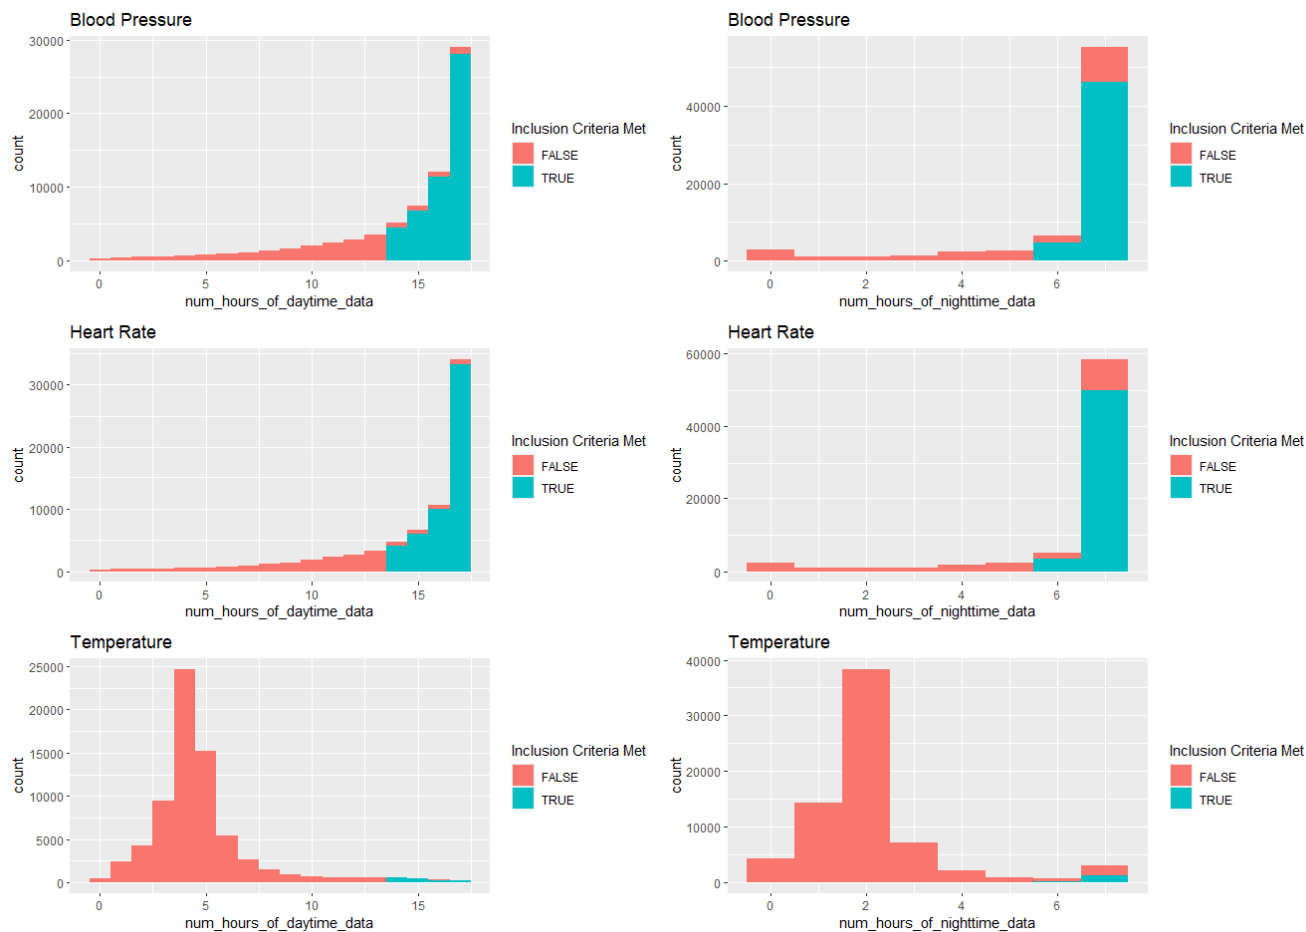 Blood Pressure
30000
20000
10000
0
count
0 5 10 15
num_hours_of_daytime_data
Inclusion Criteria Met
FALSE
TRUE
Blood Pressure
40000
20000
0
count
0 2 4 6
num_hours_of_nighttime_data
Inclusion Criteria Met
FALSE
TRUE
Heart Rate
30000
20000
10000
0
count
0 5 10 15
num_hours_of_daytime_data
Inclusion Criteria Met
FALSE
TRUE
Heart Rate
60000
40000
20000
0
count
0 2 4 6
num_hours_of_nighttime_data
Inclusion Criteria Met
FALSE
TRUE
Temperature
25000
20000
15000
10000
5000
0
count
0 5 10 15
num_hours_of_daytime_data
Inclusion Criteria Met
FALSE
TRUE
Temperature
40000
30000
20000
10000
0
count
0 2 4 6
num_hours_of_nighttime_data
Inclusion Criteria Met
FALSE
TRUE